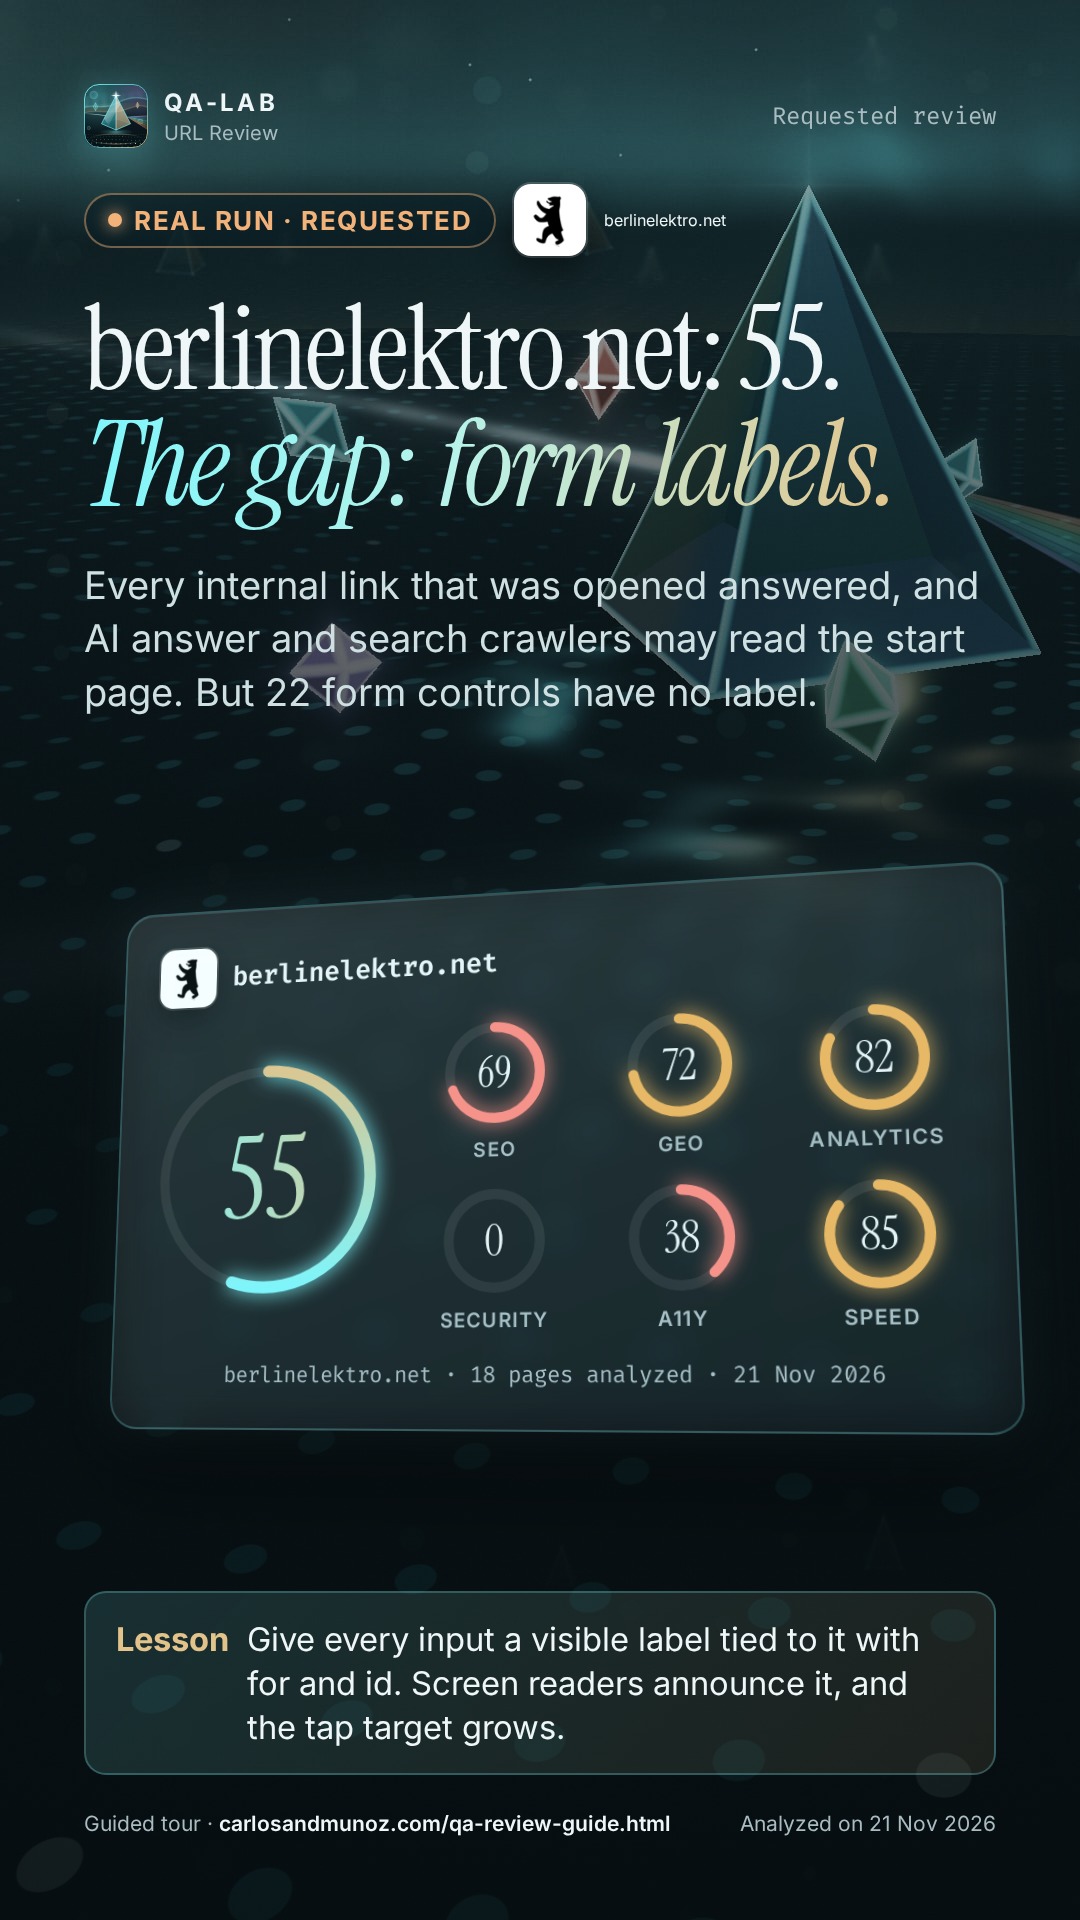 QA-LAB
URL Review
Requested review
REAL RUN · REQUESTED
berlinelektro.net
berlinelektro.net: 55.
The gap: form labels.
Every internal link that was opened answered, and
AI answer and search crawlers may read the start
page. But 22 form controls have no label.
berlinelektro.net
55
69
SEO
72
GEO
82
ANALYTICS
0
SECURITY
38
A11Y
85
SPEED
berlinelektro.net · 18 pages analyzed · 21 Nov 2026
Lesson
Give every input a visible label tied to it with
for and id. Screen readers announce it, and
the tap target grows.
Guided tour · carlosandmunoz.com/qa-review-guide.html
Analyzed on 21 Nov 2026